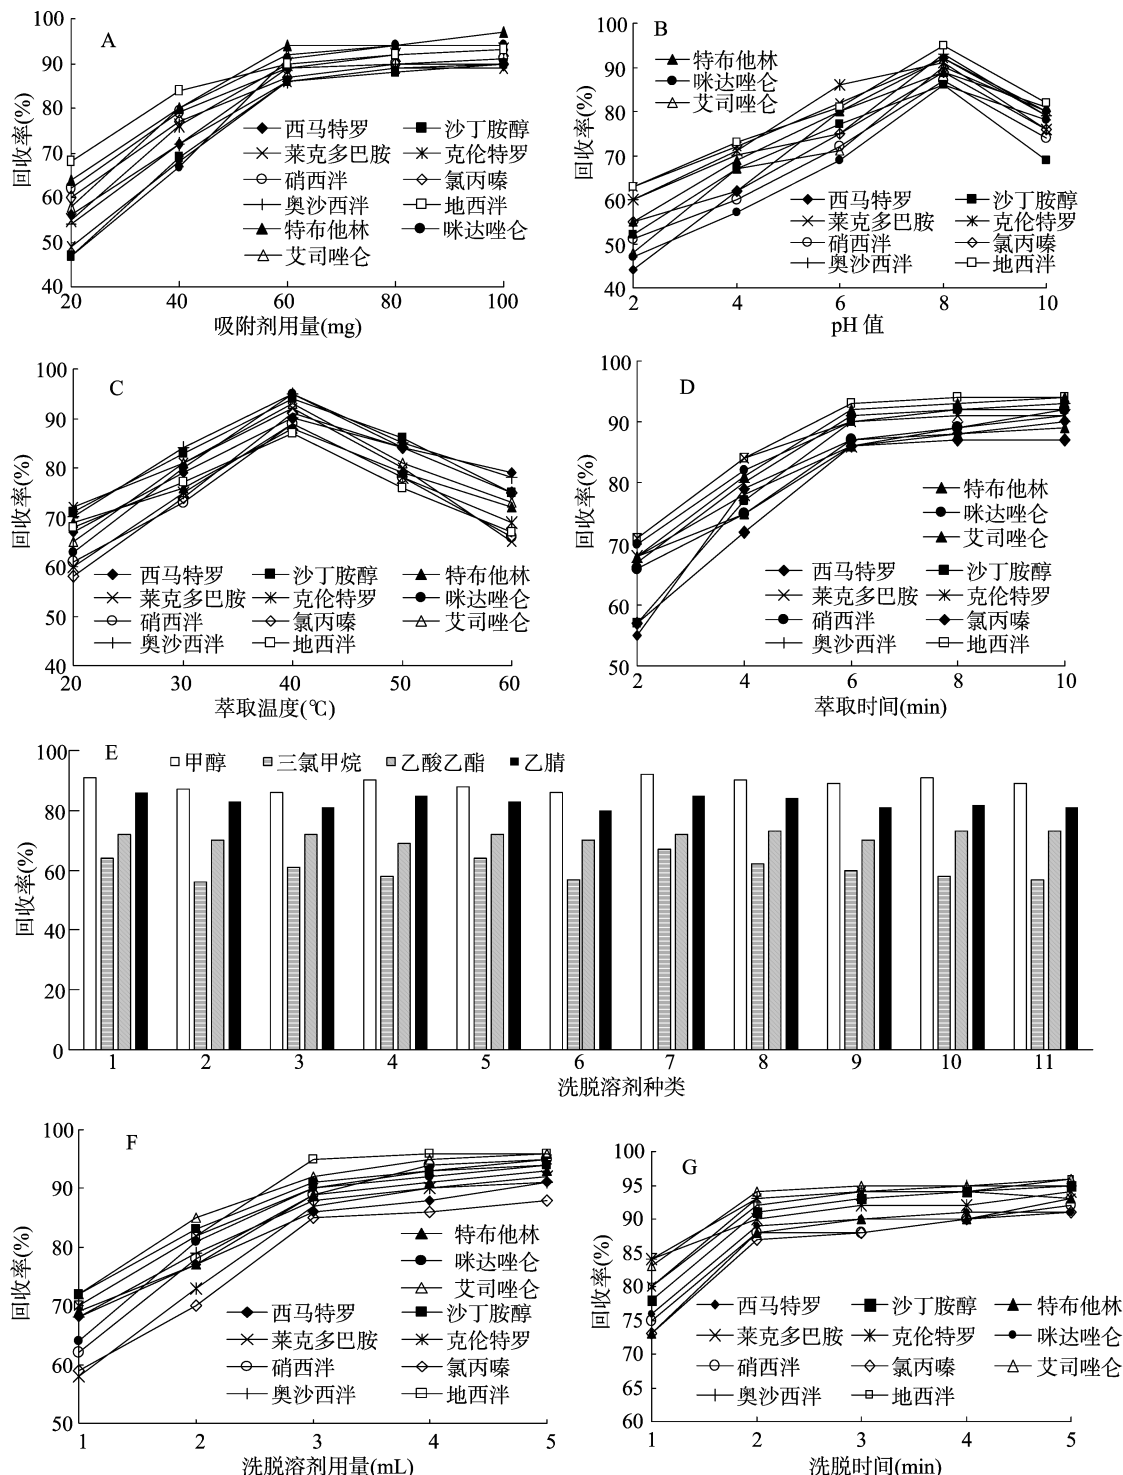 A
回收率(%)
100
90
80
70
60
50
40
西马特罗 沙丁胺醇
莱克多巴胺 克伦特罗
硝西泮 氯丙嗪
奥沙西泮 地西泮
特布他林 咪达唑仑
艾司唑仑
20 40 60 80 100
吸附剂用量(mg)
B
回收率(%)
100
90
80
70
60
50
40
特布他林
咪达唑仑
艾司唑仑
西马特罗 沙丁胺醇
莱克多巴胺 克伦特罗
硝西泮 氯丙嗪
奥沙西泮 地西泮
2 4 6 8 10
pH 值
C
回收率(%)
100
90
80
70
60
50
40
西马特罗 沙丁胺醇 特布他林
莱克多巴胺 克伦特罗 咪达唑仑
硝西泮 氯丙嗪 艾司唑仑
奥沙西泮 地西泮
20 30 40 50 60
萃取温度(℃)
D
回收率(%)
100
90
80
70
60
50
特布他林
咪达唑仑
艾司唑仑
西马特罗 沙丁胺醇
莱克多巴胺 克伦特罗
硝西泮 氯丙嗪
奥沙西泮 地西泮
2 4 6 8 10
萃取时间(min)
E
甲醇 三氯甲烷 乙酸乙酯 乙腈
回收率(%)
100
80
60
40
20
0
1 2 3 4 5 6 7 8 9 10 11
洗脱溶剂种类
F
回收率(%)
100
90
80
70
60
50
特布他林
咪达唑仑
艾司唑仑
西马特罗 沙丁胺醇
莱克多巴胺 克伦特罗
硝西泮 氯丙嗪
奥沙西泮 地西泮
1 2 3 4 5
洗脱溶剂用量(mL)
G
回收率(%)
100
95
90
85
80
75
70
65
60
西马特罗 沙丁胺醇 特布他林
莱克多巴胺 克伦特罗 咪达唑仑
硝西泮 氯丙嗪 艾司唑仑
奥沙西泮 地西泮
1 2 3 4 5
洗脱时间(min)